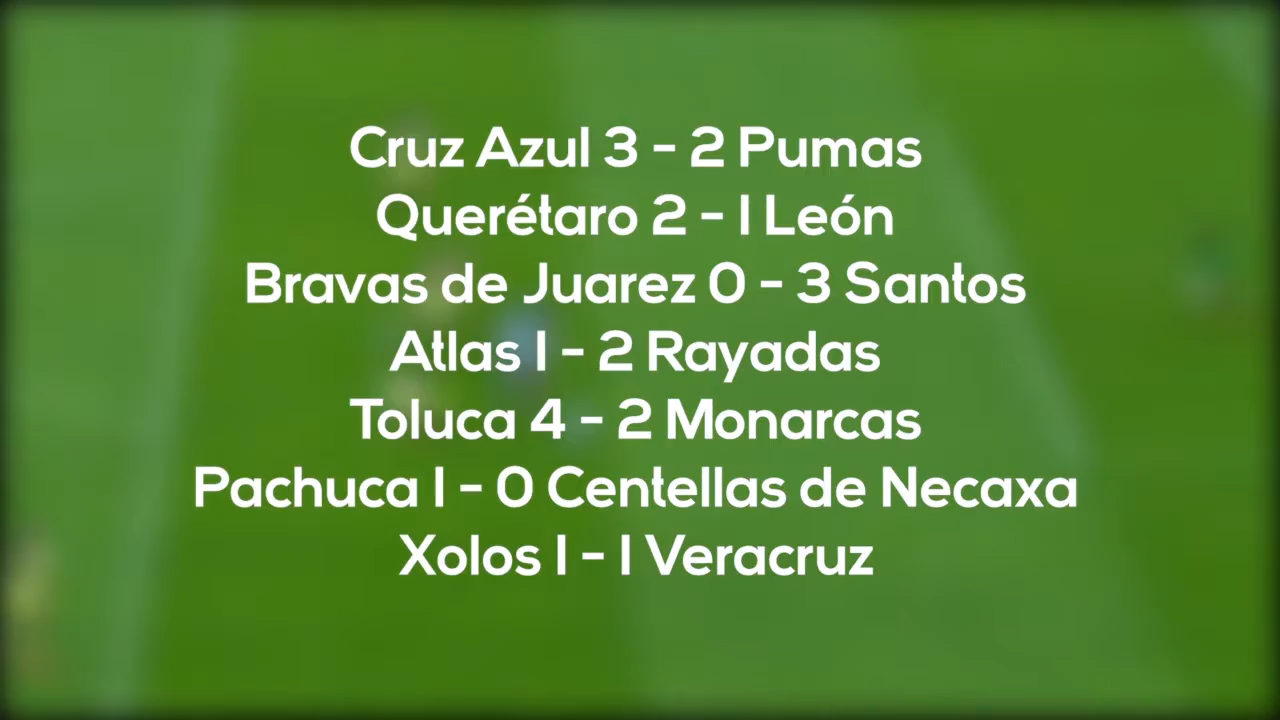 Cruz Azul 3 - 2 Pumas
Querétaro 2 - 1 León
Bravas de Juarez 0 - 3 Santos
Atlas 1 - 2 Rayadas
Toluca 4 - 2 Monarcas
Pachuca 1 - 0 Centellas de Necaxa
Xolos 1 - 1 Veracruz